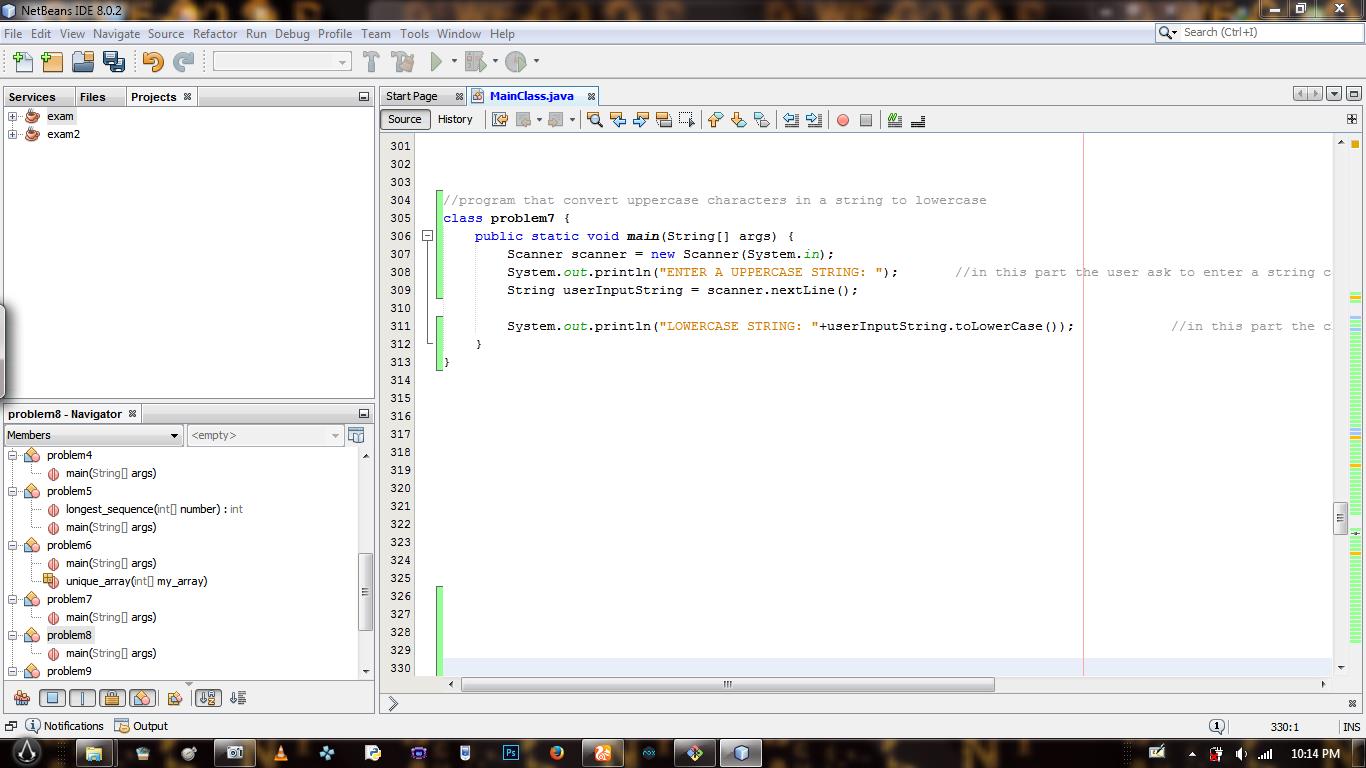 NetBeans IDE 8.0.2
File Edit View Navigate Source Refactor Run Debug Profile Team Tools Window Help
Search (Ctrl+I)
Services Files Projects
exam
exam2
Start Page MainClass.java
Source History
301
302
303
304 //program that convert uppercase characters in a string to lowercase
305 class problem7 {
306 public static void main(String[] args) {
307 Scanner scanner = new Scanner(System.in);
308 System.out.println("ENTER A UPPERCASE STRING: "); //in this part the user ask to enter a string c
309 String userInputString = scanner.nextLine();
310
311 System.out.println("LOWERCASE STRING: "+userInputString.toLowerCase()); //in this part the c
312 }
313 }
314
315
316
317
318
319
320
321
322
323
324
325
326
327
328
329
330
problem8 - Navigator
Members <empty>
problem4
main(String[] args)
problem5
longest_sequence(int[] number) : int
main(String[] args)
problem6
main(String[] args)
unique_array(int[] my_array)
problem7
main(String[] args)
problem8
main(String[] args)
problem9
Notifications Output
1 330:1 INS
Ps nox
10:14 PM